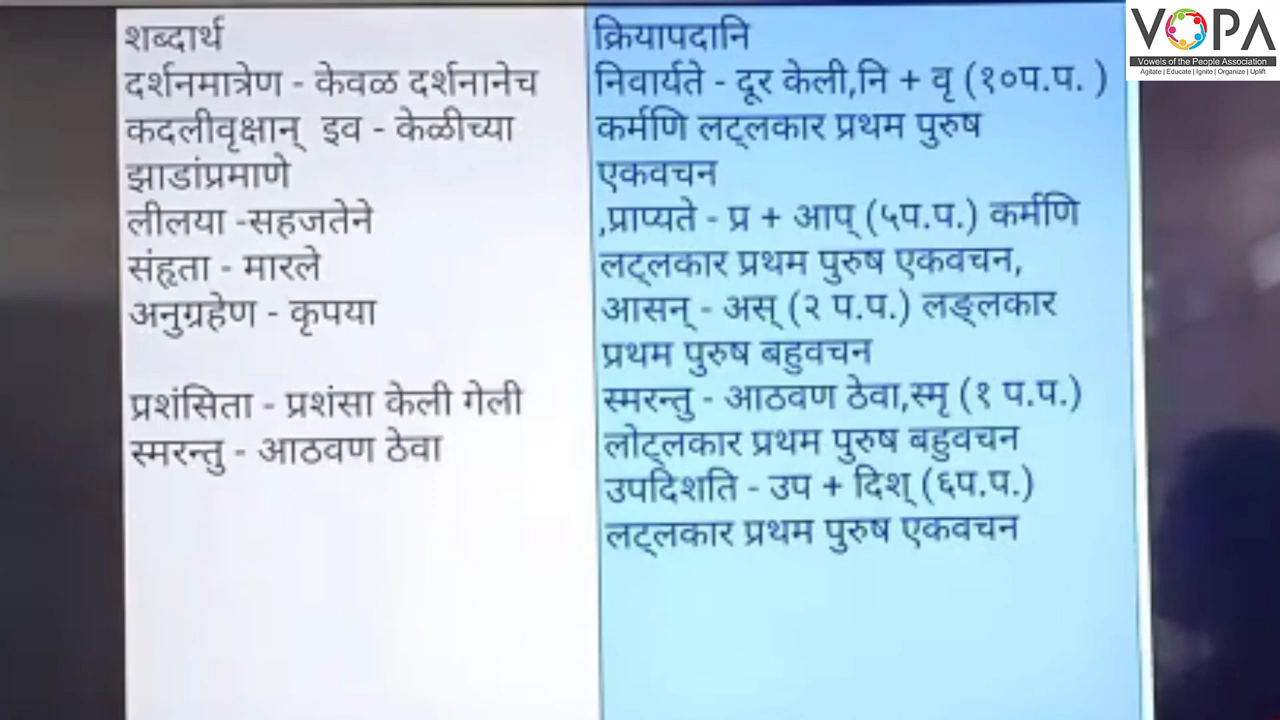 शब्दार्थ
दर्शनमात्रेण - केवळ दर्शनानेच
कदलीवृक्षान् इव - केळीच्या
झाडांप्रमाणे
लीलया -सहजतेने
संहृता - मारले
अनुग्रहेण - कृपया
प्रशंसिता - प्रशंसा केली गेली
स्मरन्तु - आठवण ठेवा
क्रियापदानि
निवार्यते - दूर केली,नि + वृ (१०प.प. )
कर्मणि लट्लकार प्रथम पुरुष
एकवचन
,प्राप्यते - प्र + आप् (५प.प.) कर्मणि
लट्लकार प्रथम पुरुष एकवचन,
आसन् - अस् (२ प.प.) लङ्लकार
प्रथम पुरुष बहुवचन
स्मरन्तु - आठवण ठेवा,स्मृ (१ प.प.)
लोट्लकार प्रथम पुरुष बहुवचन
उपदिशति - उप + दिश् (६प.प.)
लट्लकार प्रथम पुरुष एकवचन
VOPA
Vowels of the People Association
Agitate | Educate | Ignite | Organize | Uplift